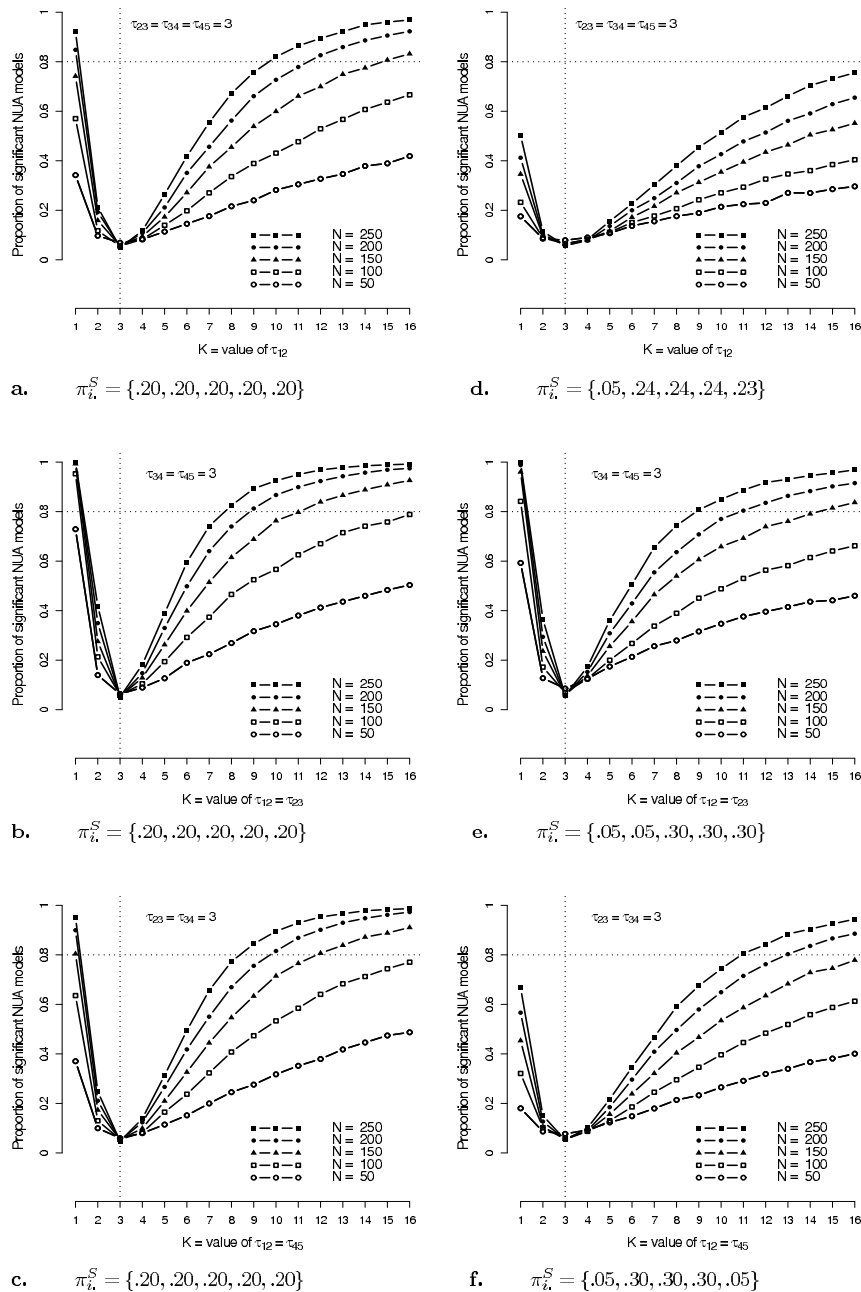 τ23 = τ34 = τ45 = 3
Proportion of significant NUA models
0 0.2 0.4 0.6 0.8 1
N = 250
N = 200
N = 150
N = 100
N = 50
1 2 3 4 5 6 7 8 9 10 11 12 13 14 15 16
K = value of τ12
a. πSi. = {.20, .20, .20, .20, .20}
τ23 = τ34 = τ45 = 3
Proportion of significant NUA models
0 0.2 0.4 0.6 0.8 1
N = 250
N = 200
N = 150
N = 100
N = 50
1 2 3 4 5 6 7 8 9 10 11 12 13 14 15 16
K = value of τ12
d. πSi. = {.05, .24, .24, .24, .23}
τ34 = τ45 = 3
Proportion of significant NUA models
0 0.2 0.4 0.6 0.8 1
N = 250
N = 200
N = 150
N = 100
N = 50
1 2 3 4 5 6 7 8 9 10 11 12 13 14 15 16
K = value of τ12 = τ23
b. πSi. = {.20, .20, .20, .20, .20}
τ34 = τ45 = 3
Proportion of significant NUA models
0 0.2 0.4 0.6 0.8 1
N = 250
N = 200
N = 150
N = 100
N = 50
1 2 3 4 5 6 7 8 9 10 11 12 13 14 15 16
K = value of τ12 = τ23
e. πSi. = {.05, .05, .30, .30, .30}
τ23 = τ34 = 3
Proportion of significant NUA models
0 0.2 0.4 0.6 0.8 1
N = 250
N = 200
N = 150
N = 100
N = 50
1 2 3 4 5 6 7 8 9 10 11 12 13 14 15 16
K = value of τ12 = τ45
c. πSi. = {.20, .20, .20, .20, .20}
τ23 = τ34 = 3
Proportion of significant NUA models
0 0.2 0.4 0.6 0.8 1
N = 250
N = 200
N = 150
N = 100
N = 50
1 2 3 4 5 6 7 8 9 10 11 12 13 14 15 16
K = value of τ12 = τ45
f. πSi. = {.05, .30, .30, .30, .05}